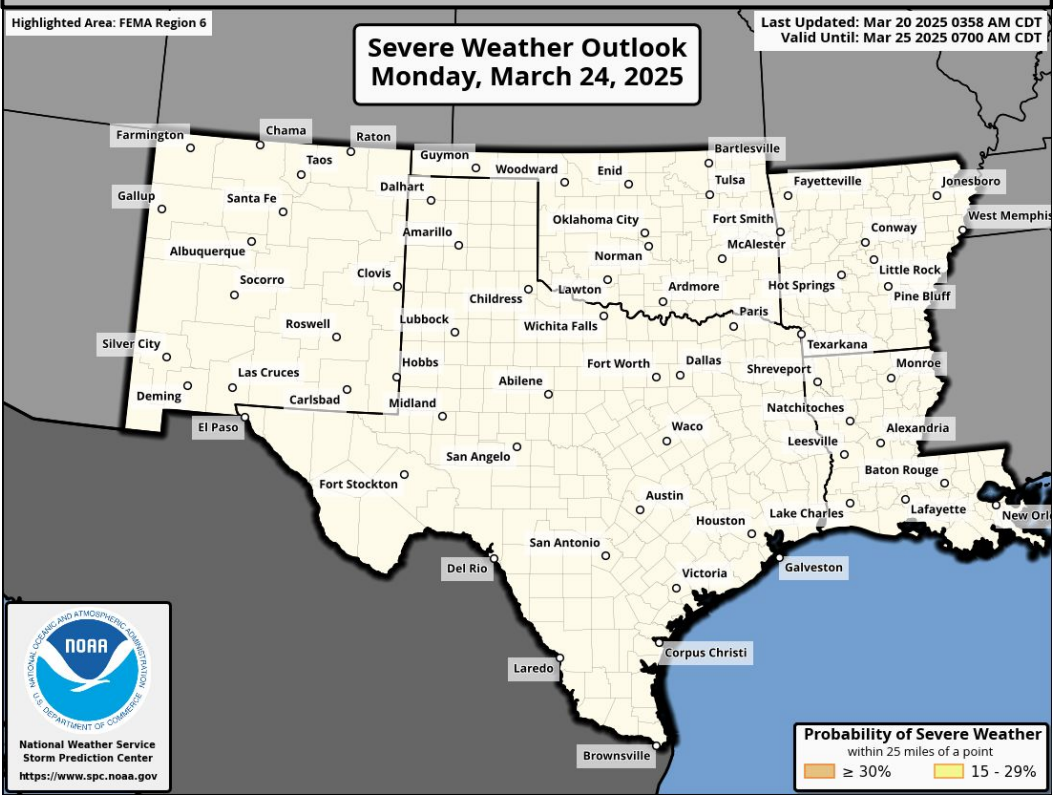 Highlighted Area: FEMA Region 6
Last Updated: Mar 20 2025 0358 AM CDT
Valid Until: Mar 25 2025 0700 AM CDT
Severe Weather Outlook
Monday, March 24, 2025
Farmington
Chama
Raton
Taos
Guymon
Woodward
Enid
Bartlesville
Tulsa
Fayetteville
Jonesboro
Gallup
Santa Fe
Dalhart
Oklahoma City
Fort Smith
West Memphis
Albuquerque
Amarillo
Norman
McAlester
Conway
Socorro
Clovis
Childress
Lawton
Ardmore
Hot Springs
Little Rock
Pine Bluff
Roswell
Lubbock
Wichita Falls
Paris
Texarkana
Silver City
Las Cruces
Hobbs
Fort Worth
Dallas
Shreveport
Monroe
Deming
Carlsbad
Midland
Abilene
Natchitoches
El Paso
San Angelo
Waco
Leesville
Alexandria
Fort Stockton
Austin
Baton Rouge
Houston
Lake Charles
Lafayette
New Orl
Del Rio
San Antonio
Galveston
Victoria
Laredo
Corpus Christi
Brownsville
NATIONAL OCEANIC AND ATMOSPHERIC ADMINISTRATION
NOAA
U.S. DEPARTMENT OF COMMERCE
National Weather Service
Storm Prediction Center
https://www.spc.noaa.gov
Probability of Severe Weather
within 25 miles of a point
≥ 30%
15 - 29%